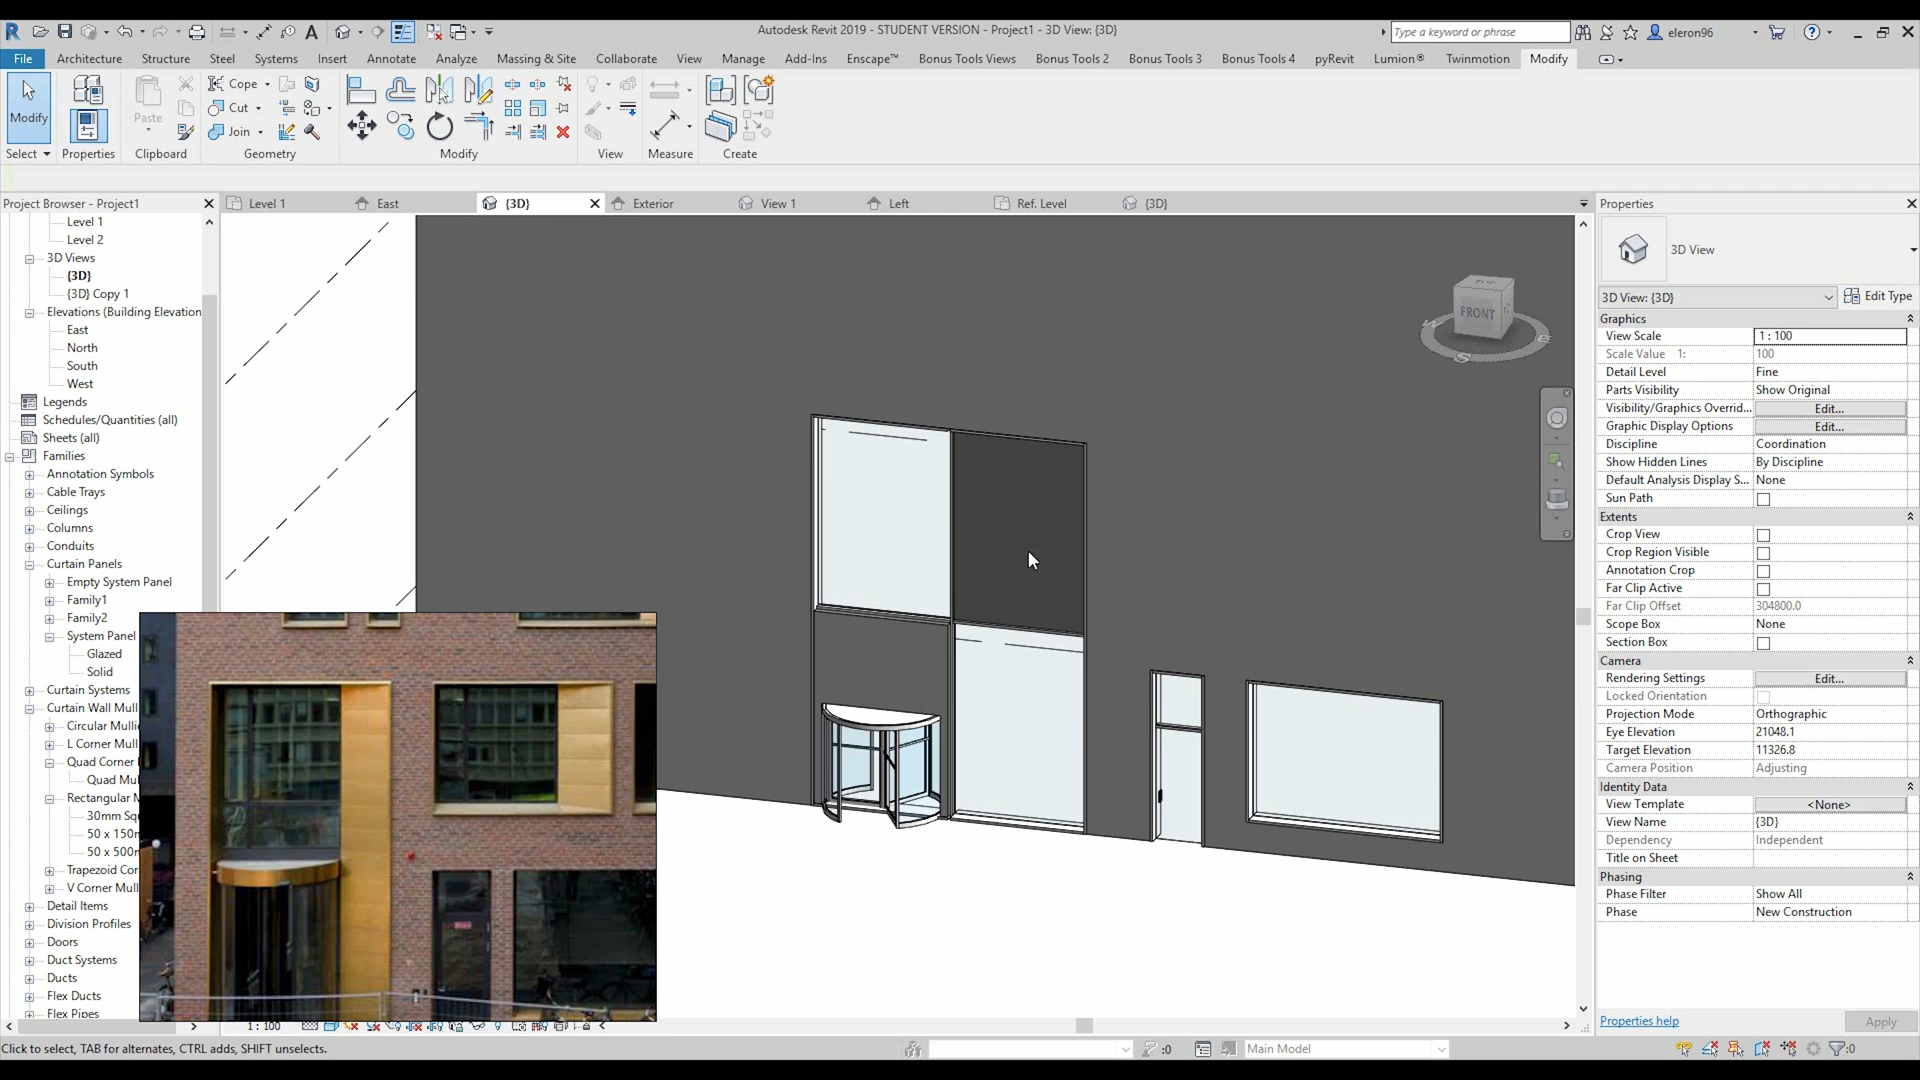 Autodesk Revit 2019 - STUDENT VERSION - Project1 - 3D View: {3D}
Type a keyword or phrase
eleron96
File
Architecture
Structure
Steel
Systems
Insert
Annotate
Analyze
Massing & Site
Collaborate
View
Manage
Add-Ins
Enscape™
Bonus Tools Views
Bonus Tools 2
Bonus Tools 3
Bonus Tools 4
pyRevit
Lumion®
Twinmotion
Modify
Modify
Paste
Cope
Cut
Join
Select
Properties
Clipboard
Geometry
Modify
View
Measure
Create
Project Browser - Project1
Level 1
East
{3D}
Exterior
View 1
Left
Ref. Level
{3D}
Level 1
Level 2
3D Views
{3D}
{3D} Copy 1
Elevations (Building Elevation
East
North
South
West
Legends
Schedules/Quantities (all)
Sheets (all)
Families
Annotation Symbols
Cable Trays
Ceilings
Columns
Conduits
Curtain Panels
Empty System Panel
Family1
Family2
System Panel
Glazed
Solid
Curtain Systems
Curtain Wall Mull
Circular Mullio
L Corner Mull
Quad Corner
Quad Mu
Rectangular M
30mm Squ
50 x 150m
50 x 500m
Trapezoid Cor
V Corner Mull
Detail Items
Division Profiles
Doors
Duct Systems
Ducts
Flex Ducts
Flex Pipes
FRONT
W
S
E
Properties
3D View
3D View: {3D}
Edit Type
Graphics
View Scale 1 : 100
Scale Value 1: 100
Detail Level Fine
Parts Visibility Show Original
Visibility/Graphics Overrid... Edit...
Graphic Display Options Edit...
Discipline Coordination
Show Hidden Lines By Discipline
Default Analysis Display S... None
Sun Path
Extents
Crop View
Crop Region Visible
Annotation Crop
Far Clip Active
Far Clip Offset 304800.0
Scope Box None
Section Box
Camera
Rendering Settings Edit...
Locked Orientation
Projection Mode Orthographic
Eye Elevation 21048.1
Target Elevation 11326.8
Camera Position Adjusting
Identity Data
View Template <None>
View Name {3D}
Dependency Independent
Title on Sheet
Phasing
Phase Filter Show All
Phase New Construction
Properties help
Apply
1 : 100
Click to select, TAB for alternates, CTRL adds, SHIFT unselects.
:0
Main Model
:0